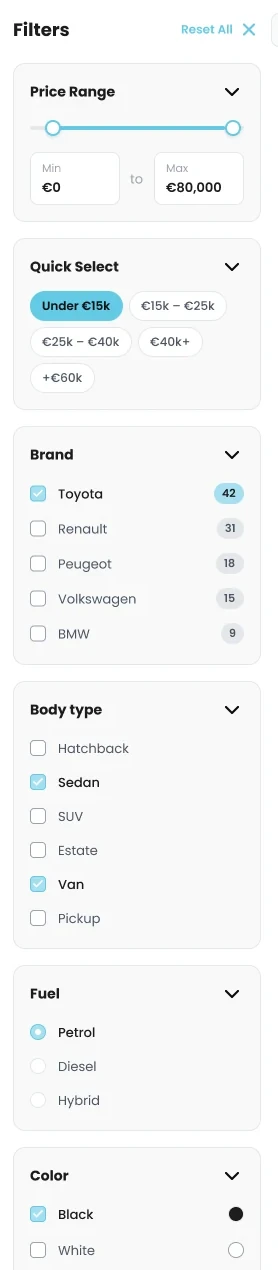 Filters Reset All
Price Range
Min Max
€0 to €80,000
Quick Select
Under €15k €15k – €25k
€25k – €40k €40k+
+€60k
Brand
Toyota 42
Renault 31
Peugeot 18
Volkswagen 15
BMW 9
Body type
Hatchback
Sedan
SUV
Estate
Van
Pickup
Fuel
Petrol
Diesel
Hybrid
Color
Black
White